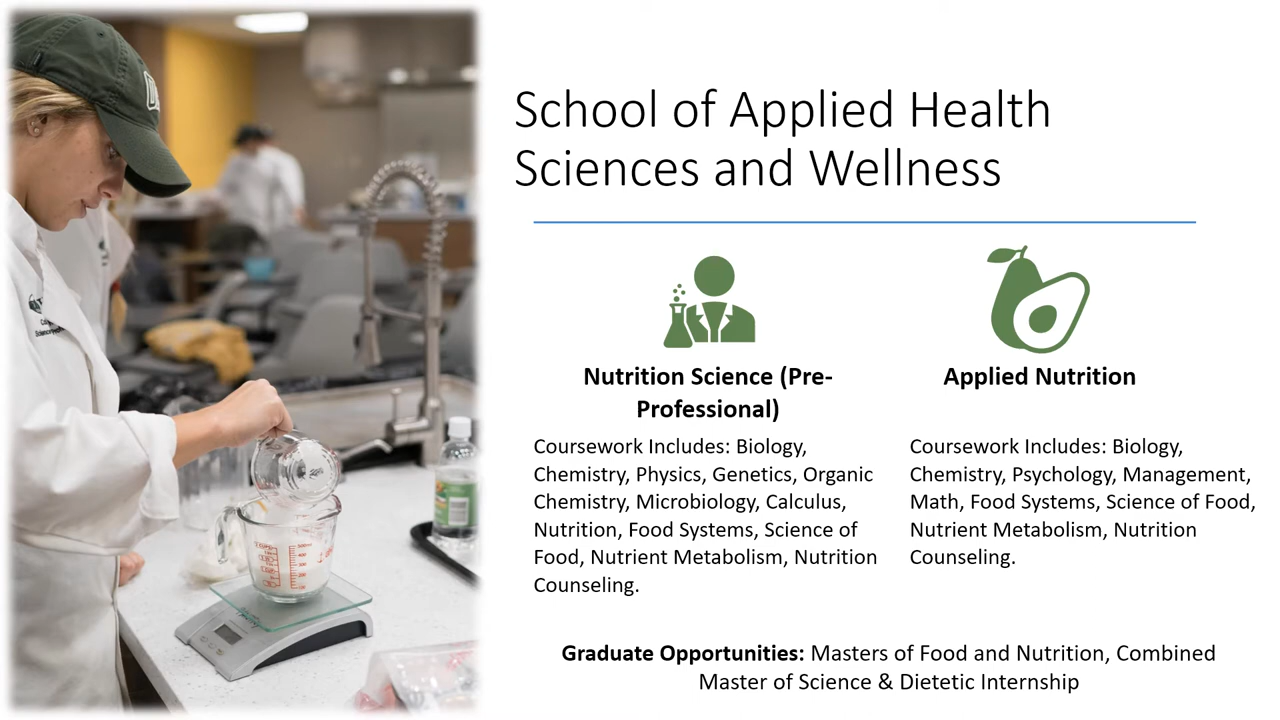 School of Applied Health
Sciences and Wellness
Nutrition Science (Pre-
Professional)
Coursework Includes: Biology,
Chemistry, Physics, Genetics, Organic
Chemistry, Microbiology, Calculus,
Nutrition, Food Systems, Science of
Food, Nutrient Metabolism, Nutrition
Counseling.
Applied Nutrition
Coursework Includes: Biology,
Chemistry, Psychology, Management,
Math, Food Systems, Science of Food,
Nutrient Metabolism, Nutrition
Counseling.
Graduate Opportunities: Masters of Food and Nutrition, Combined
Master of Science & Dietetic Internship